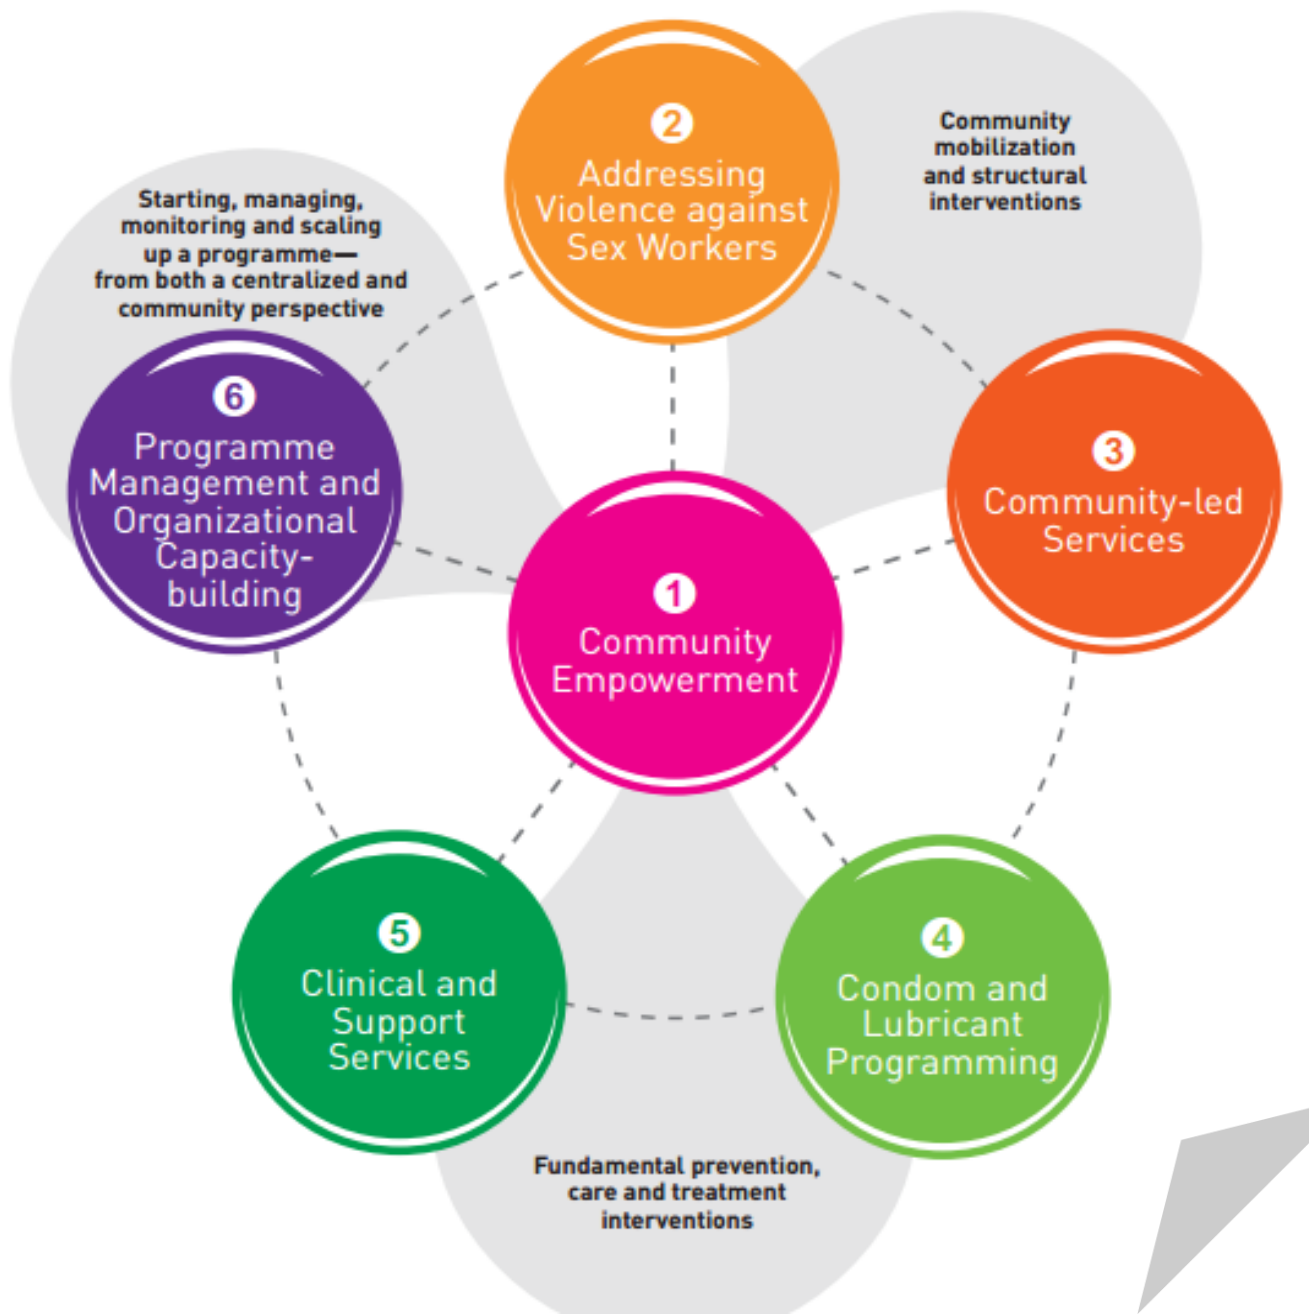 2
Addressing
Violence against
Sex Workers
Community
mobilization
and structural
interventions
Starting, managing,
monitoring and scaling
up a programme—
from both a centralized and
community perspective
6
Programme
Management and
Organizational
Capacity-
building
3
Community-led
Services
1
Community
Empowerment
5
Clinical and
Support
Services
4
Condom and
Lubricant
Programming
Fundamental prevention,
care and treatment
interventions